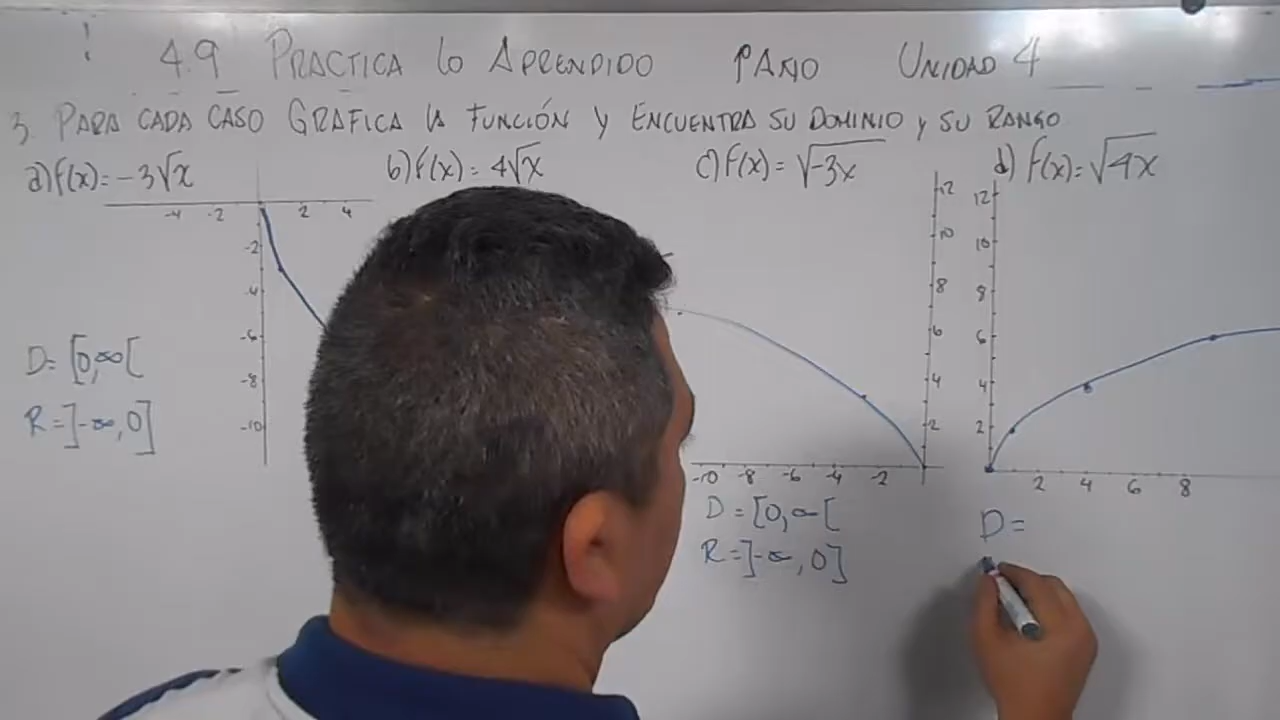 4.9 PRACTICA LO APRENDIDO 1°AÑO UNIDAD 4
3. PARA CADA CASO GRAFICA LA FUNCIÓN Y ENCUENTRA SU DOMINIO y SU RANGO
a) f(x)=-3√x b) f(x)=4√x c) f(x)=√-3x d) f(x)=√4x
-4 -2 2 4
-2
-4
-6
-8
-10
D=[0,∞[
R=]-∞,0]
12
10
8
6
4
2
-10 -8 -6 -4 -2
D=[0,∞[
R=]-∞,0]
12
10
8
6
4
2
2 4 6 8
D=